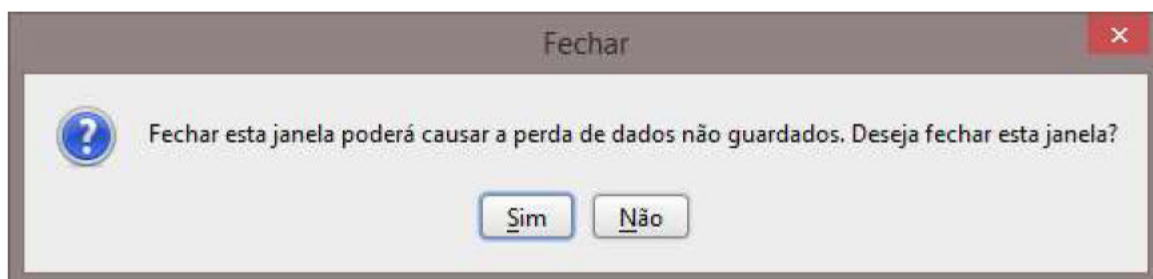 Fechar
Fechar esta janela poderá causar a perda de dados não guardados. Deseja fechar esta janela?
Sim Não